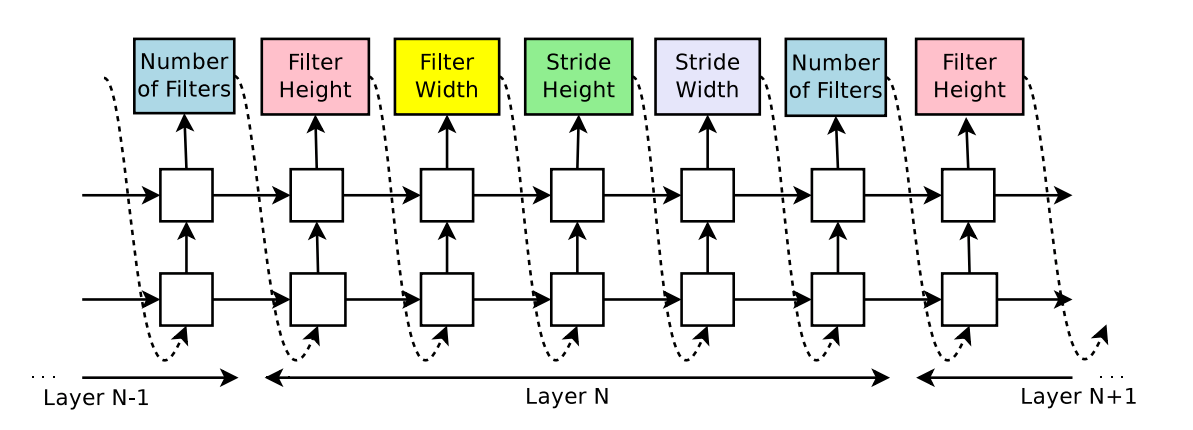 Number
of Filters
Filter
Height
Filter
Width
Stride
Height
Stride
Width
Number
of Filters
Filter
Height
. . .
Layer N-1
Layer N
. . .
Layer N+1